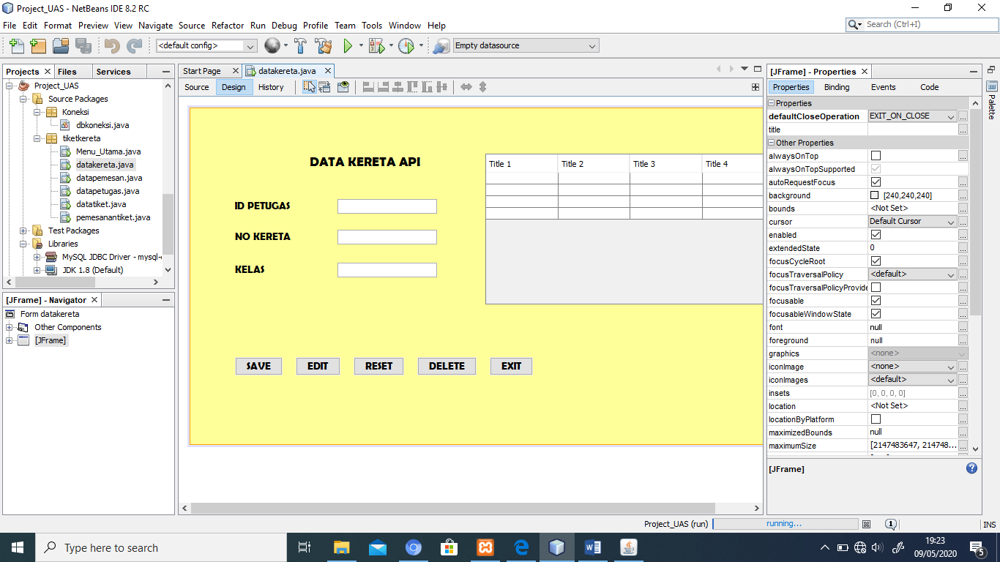 Project_UAS - NetBeans IDE 8.2 RC
File Edit Format Preview View Navigate Source Refactor Run Debug Profile Team Tools Window Help
Search (Ctrl+I)
<default config>
Empty datasource
Projects Files Services
Project_UAS
Source Packages
Koneksi
dbkoneksi.java
tiketkereta
Menu_Utama.java
datakereta.java
datapemesan.java
datapetugas.java
datatiket.java
pemesanantiket.java
Test Packages
Libraries
MySQL JDBC Driver - mysql-
JDK 1.8 (Default)
[JFrame] - Navigator
Form datakereta
Other Components
[JFrame]
Start Page datakereta.java
Source Design History
DATA KERETA API
ID PETUGAS
NO KERETA
KELAS
Title 1 Title 2 Title 3 Title 4
SAVE EDIT RESET DELETE EXIT
[JFrame] - Properties
Properties Binding Events Code
Properties
defaultCloseOperation EXIT_ON_CLOSE
title
Other Properties
alwaysOnTop
alwaysOnTopSupported
autoRequestFocus
background [240,240,240]
bounds <Not Set>
cursor Default Cursor
enabled
extendedState 0
focusCycleRoot
focusTraversalPolicy <default>
focusTraversalPolicyProvide
focusable
focusableWindowState
font null
foreground null
graphics <none>
iconImage <none>
iconImages <default>
insets [0, 0, 0, 0]
location <Not Set>
locationByPlatform
maximizedBounds null
maximumSize [2147483647, 214748...
[JFrame]
Palette
Project_UAS (run) running... 1 INS
Type here to search
19:23
09/05/2020
5